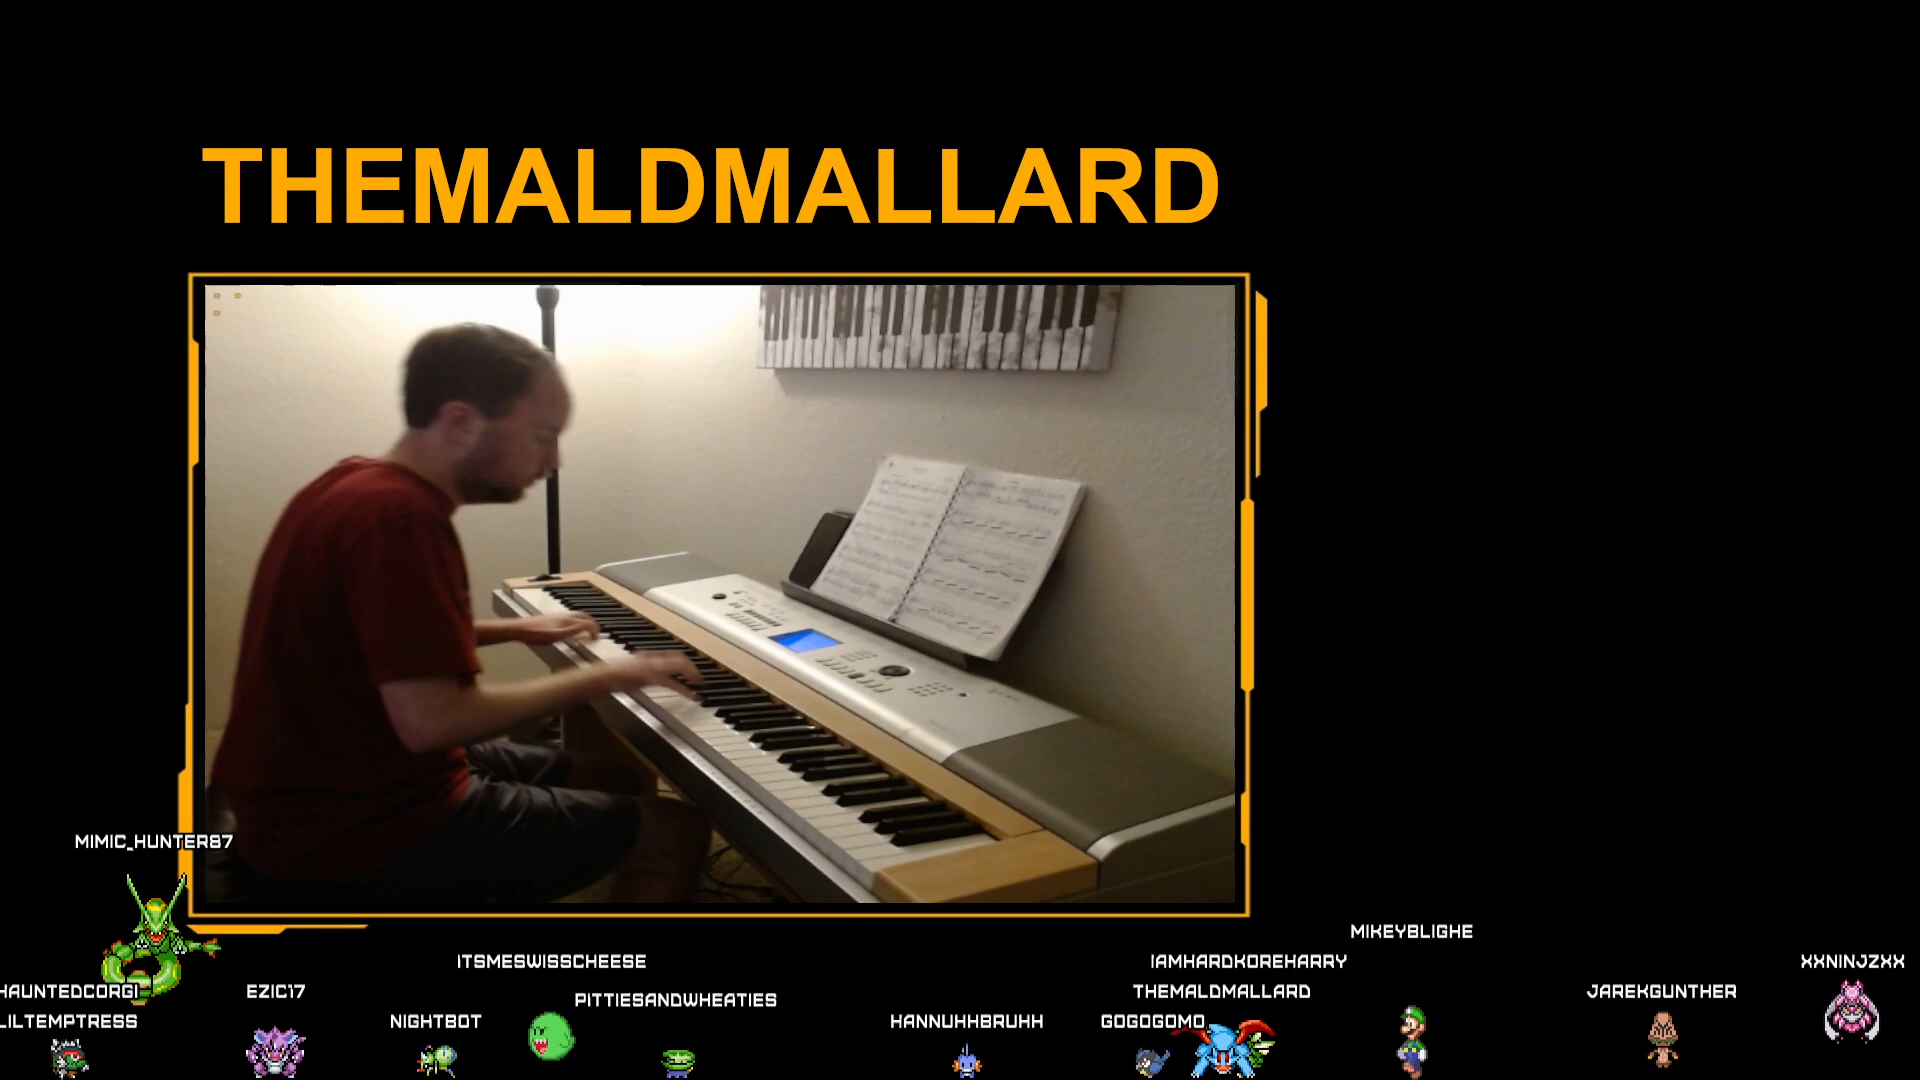 THEMALDMALLARD
MIMIC_HUNTER87
MIKEYBLIGHE
ITSMESWISSCHEESE
IAMHARDKOREHARRY
XXNINJZXX
HAUNTEDCORGI
EZIC17
PITTIESANDWHEATIES
THEMALDMALLARD
JAREKGUNTHER
LILTEMPTRESS
NIGHTBOT
HANNUHHBRUHH
GOGOGOMO